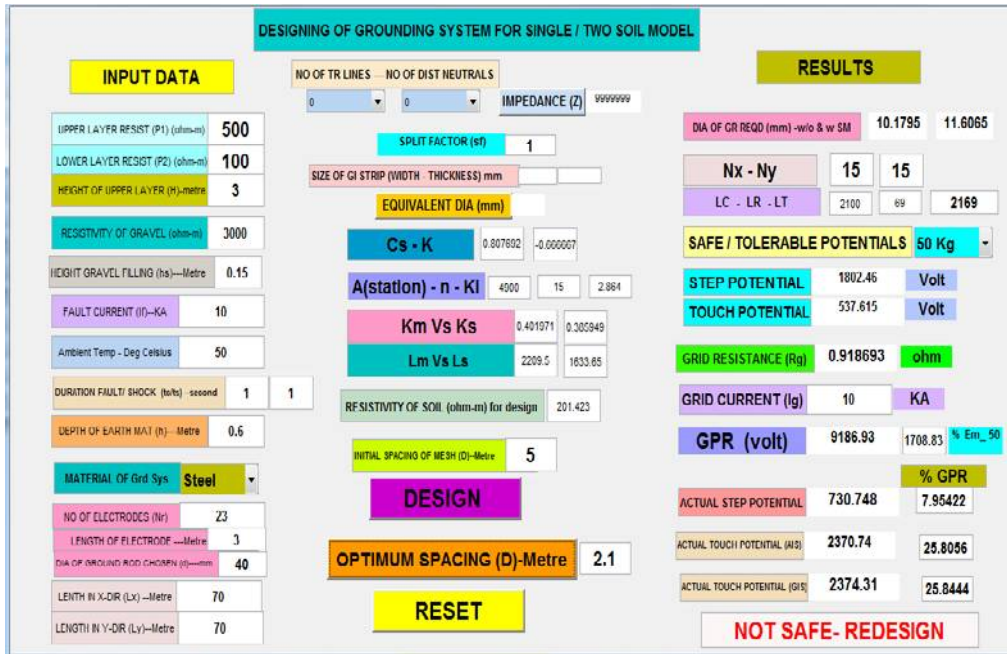 DESIGNING OF GROUNDING SYSTEM FOR SINGLE / TWO SOIL MODEL
INPUT DATA
UPPER LAYER RESIST (P1) (ohm-m) 500
LOWER LAYER RESIST (P2) (ohm-m) 100
HEIGHT OF UPPER LAYER (H)-metre 3
RESISTIVITY OF GRAVEL (ohm-m) 3000
HEIGHT GRAVEL FILLING (hs)---Metre 0.15
FAULT CURRENT (If)--KA 10
Ambient Temp - Deg Celsius 50
DURATION FAULT/ SHOCK (to/ts) --second 1 1
DEPTH OF EARTH MAT (h)---Metre 0.6
MATERIAL OF Grd Sys Steel
NO OF ELECTRODES (Nr) 23
LENGTH OF ELECTRODE ---Metre 3
DIA OF GROUND ROD CHOSEN (d)----mm 40
LENTH IN X-DIR (Lx) --Metre 70
LENGTH IN Y-DIR (Ly)--Metre 70
NO OF TR LINES --- NO OF DIST NEUTRALS
0 0 IMPEDANCE (Z) 9999999
SPLIT FACTOR (sf) 1
SIZE OF GI STRIP (WIDTH - THICKNESS) mm
EQUIVALENT DIA (mm)
Cs - K 0.807692 -0.666667
A(station) - n - KI 4900 15 2.864
Km Vs Ks 0.401971 0.305949
Lm Vs Ls 2209.5 1633.65
RESISTIVITY OF SOIL (ohm-m) for design 201.423
INITIAL SPACING OF MESH (D)--Metre 5
DESIGN
OPTIMUM SPACING (D)-Metre 2.1
RESET
RESULTS
DIA OF GR REQD (mm) -w/o & w SM 10.1795 11.6065
Nx - Ny 15 15
LC - LR - LT 2100 69 2169
SAFE / TOLERABLE POTENTIALS 50 Kg
STEP POTENTIAL 1802.46 Volt
TOUCH POTENTIAL 537.615 Volt
GRID RESISTANCE (Rg) 0.918693 ohm
GRID CURRENT (Ig) 10 KA
GPR (volt) 9186.93 1708.83 % Em_50
% GPR
ACTUAL STEP POTENTIAL 730.748 7.95422
ACTUAL TOUCH POTENTIAL (AIS) 2370.74 25.8056
ACTUAL TOUCH POTENTIAL (GIS) 2374.31 25.8444
NOT SAFE- REDESIGN